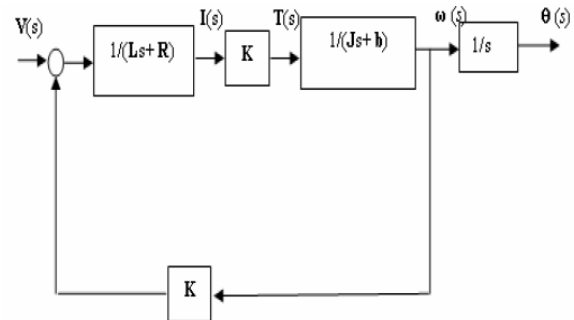 V(s)
1/(Ls+R)
I(s)
K
T(s)
1/(Js+b)
ω(s)
1/s
θ(s)
K